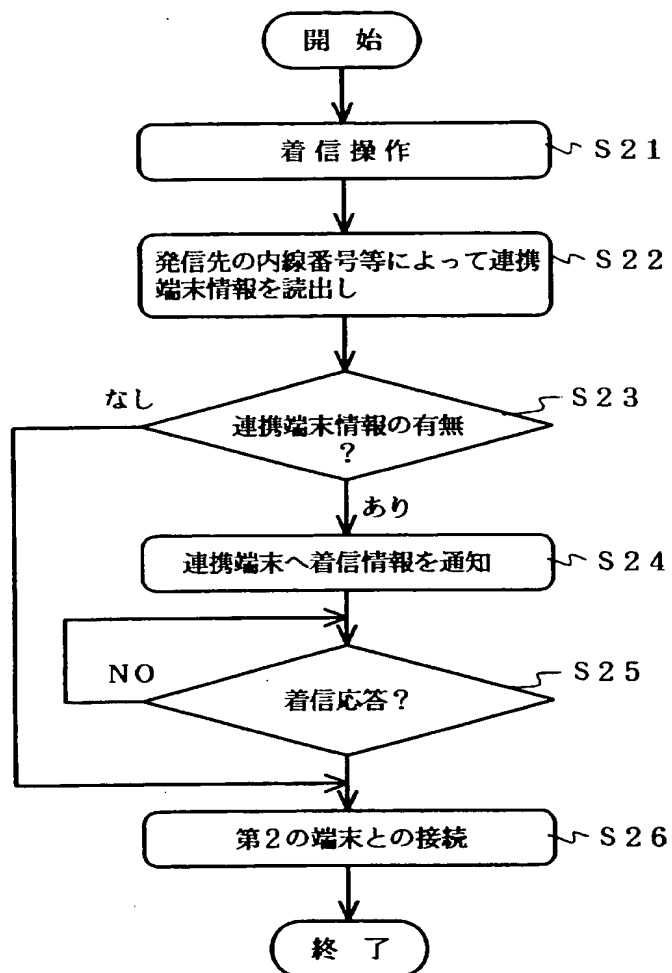 開 始
着信操作
S21
発信先の内線番号等によって連携
端末情報を読出し
S22
なし
連携端末情報の有無
?
S23
あり
連携端末へ着信情報を通知
S24
NO
着信応答?
S25
第2の端末との接続
S26
終 了